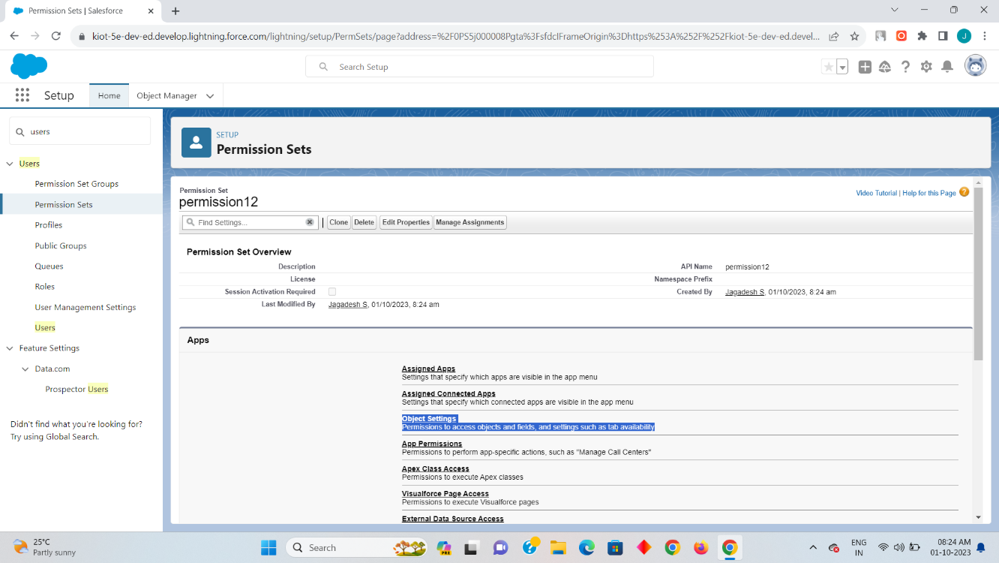 Permission Sets | Salesforce
kiot-5e-dev-ed.develop.lightning.force.com/lightning/setup/PermSets/page?address=%2F0PS5j000008Pgta%3FsfdcIFrameOrigin%3Dhttps%253A%252F%252Fkiot-5e-dev-ed.devel...
J
Search Setup
Setup
Home
Object Manager
users
Users
Permission Set Groups
Permission Sets
Profiles
Public Groups
Queues
Roles
User Management Settings
Users
Feature Settings
Data.com
Prospector Users
Didn't find what you're looking for?
Try using Global Search.
SETUP
Permission Sets
Permission Set
permission12
Video Tutorial | Help for this Page
Find Settings...
Clone Delete Edit Properties Manage Assignments
Permission Set Overview
Description
API Name permission12
License
Namespace Prefix
Session Activation Required
Created By Jagadesh S, 01/10/2023, 8:24 am
Last Modified By Jagadesh S, 01/10/2023, 8:24 am
Apps
Assigned Apps
Settings that specify which apps are visible in the app menu
Assigned Connected Apps
Settings that specify which connected apps are visible in the app menu
Object Settings
Permissions to access objects and fields, and settings such as tab availability
App Permissions
Permissions to perform app-specific actions, such as "Manage Call Centers"
Apex Class Access
Permissions to execute Apex classes
Visualforce Page Access
Permissions to execute Visualforce pages
External Data Source Access
25°C
Partly sunny
Search
PRE
ENG
IN
08:24 AM
01-10-2023